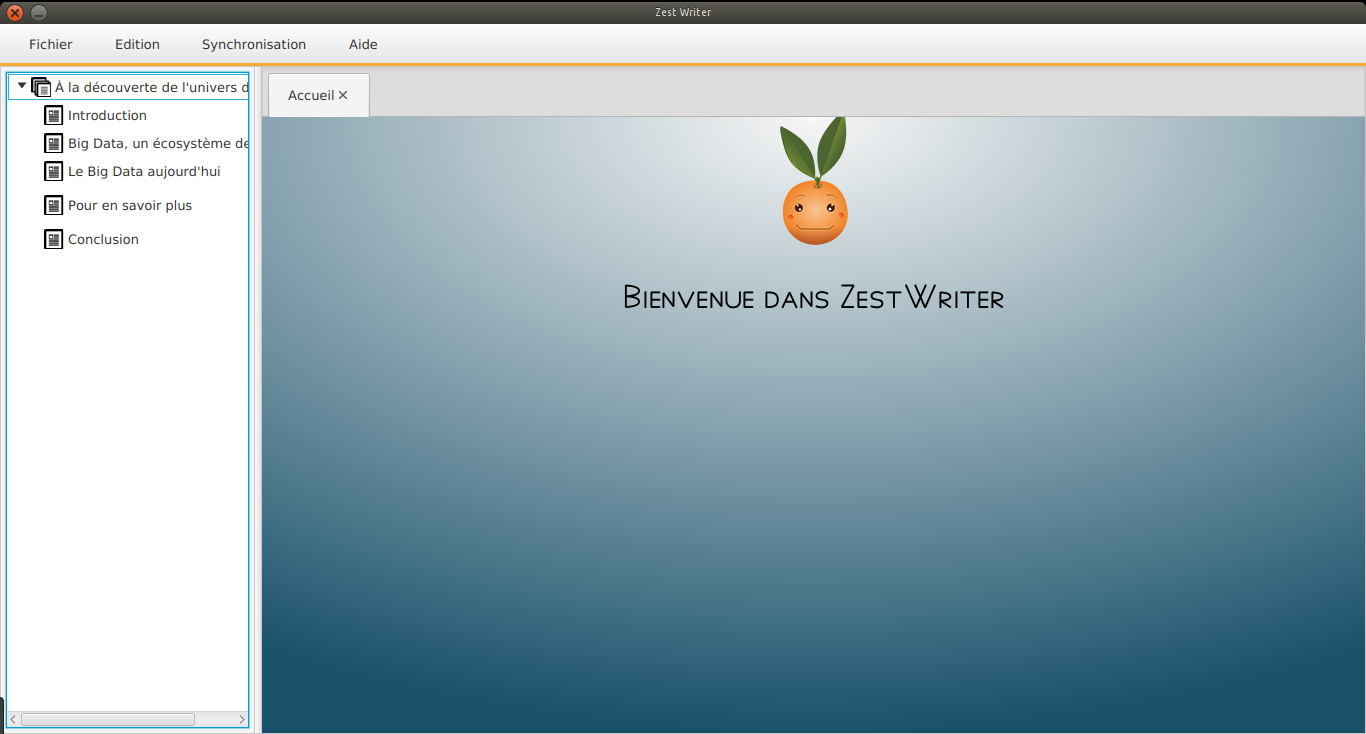 Zest Writer
Fichier Edition Synchronisation Aide
À la découverte de l'univers d
Introduction
Big Data, un écosystème de
Le Big Data aujourd'hui
Pour en savoir plus
Conclusion
Accueil
Bienvenue dans ZestWriter